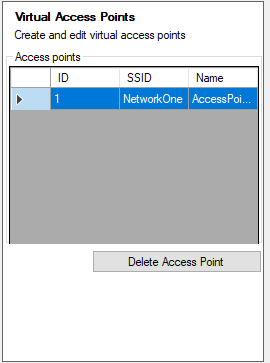 Virtual Access Points
Create and edit virtual access points
Access points
ID SSID Name
1 NetworkOne AccessPoi...
Delete Access Point